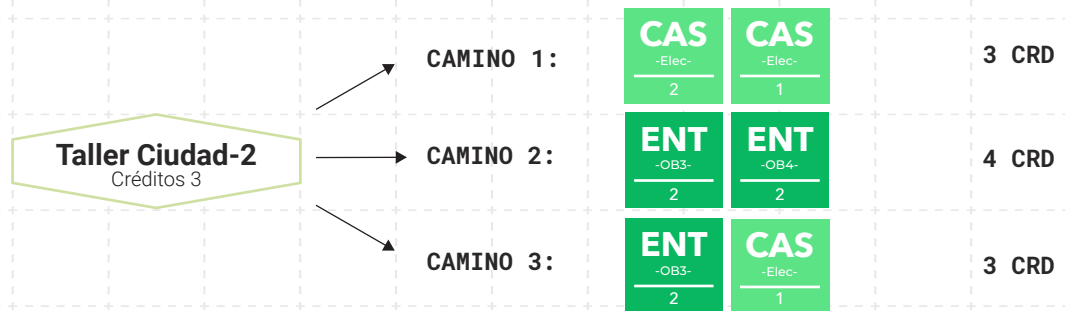 CAS CAS
-Elec- -Elec-
CAMINO 1: 3 CRD
2 1
ENT ENT
Taller Ciudad-2 CAMINO 2: 4 CRD
-OB3- -OB4-
Créditos 3
2 2
ENT CAS
CAMINO 3: 3 CRD
-OB3- -Elec-
2 1